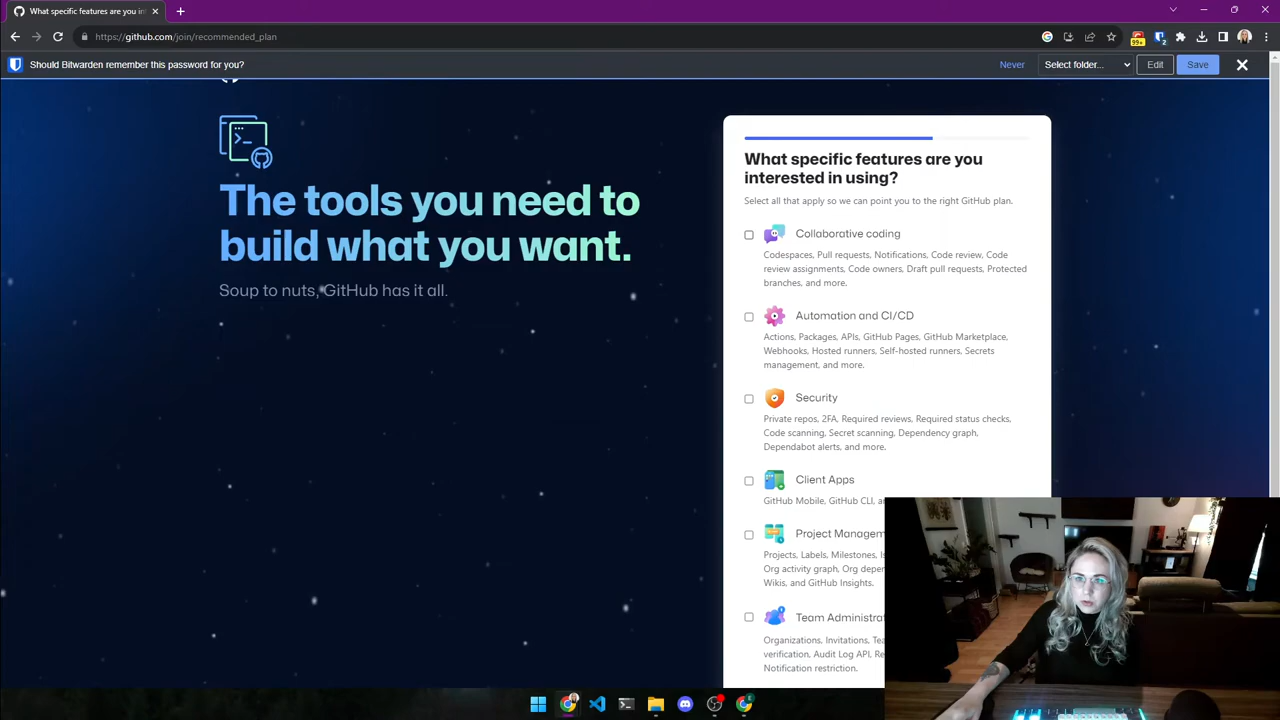 What specific features are you in
https://github.com/join/recommended_plan
99+
2
Should Bitwarden remember this password for you?
Never
Select folder...
Edit
Save
The tools you need to
build what you want.
Soup to nuts, GitHub has it all.
What specific features are you
interested in using?
Select all that apply so we can point you to the right GitHub plan.
Collaborative coding
Codespaces, Pull requests, Notifications, Code review, Code
review assignments, Code owners, Draft pull requests, Protected
branches, and more.
Automation and CI/CD
Actions, Packages, APIs, GitHub Pages, GitHub Marketplace,
Webhooks, Hosted runners, Self-hosted runners, Secrets
management, and more.
Security
Private repos, 2FA, Required reviews, Required status checks,
Code scanning, Secret scanning, Dependency graph,
Dependabot alerts, and more.
Client Apps
GitHub Mobile, GitHub CLI, a
Project Managem
Projects, Labels, Milestones, Is
Org activity graph, Org depen
Wikis, and GitHub Insights.
Team Administrat
Organizations, Invitations, Tea
verification, Audit Log API, Re
Notification restriction.